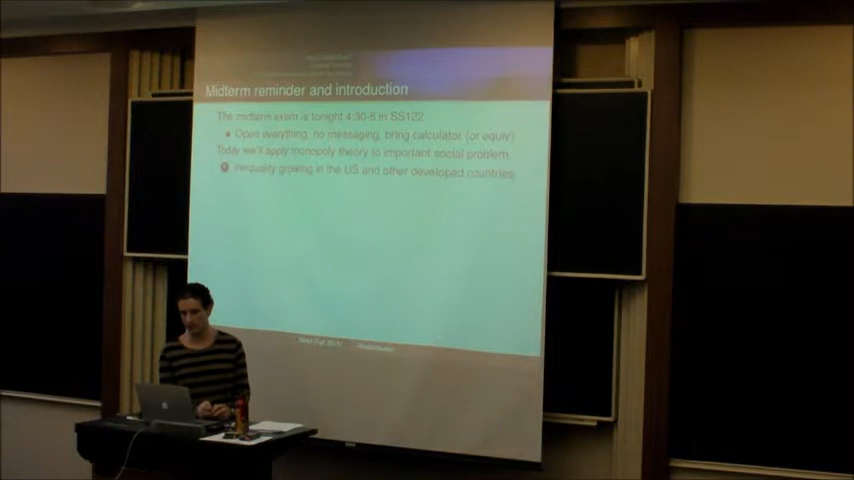 Midterm reminder and introduction
The midterm exam is tonight 4:30-6 in SS122
Open everything, no messaging, bring calculator (or equiv)
Today we'll apply monopoly theory to important social problem
Inequality growing in the US and other developed countries